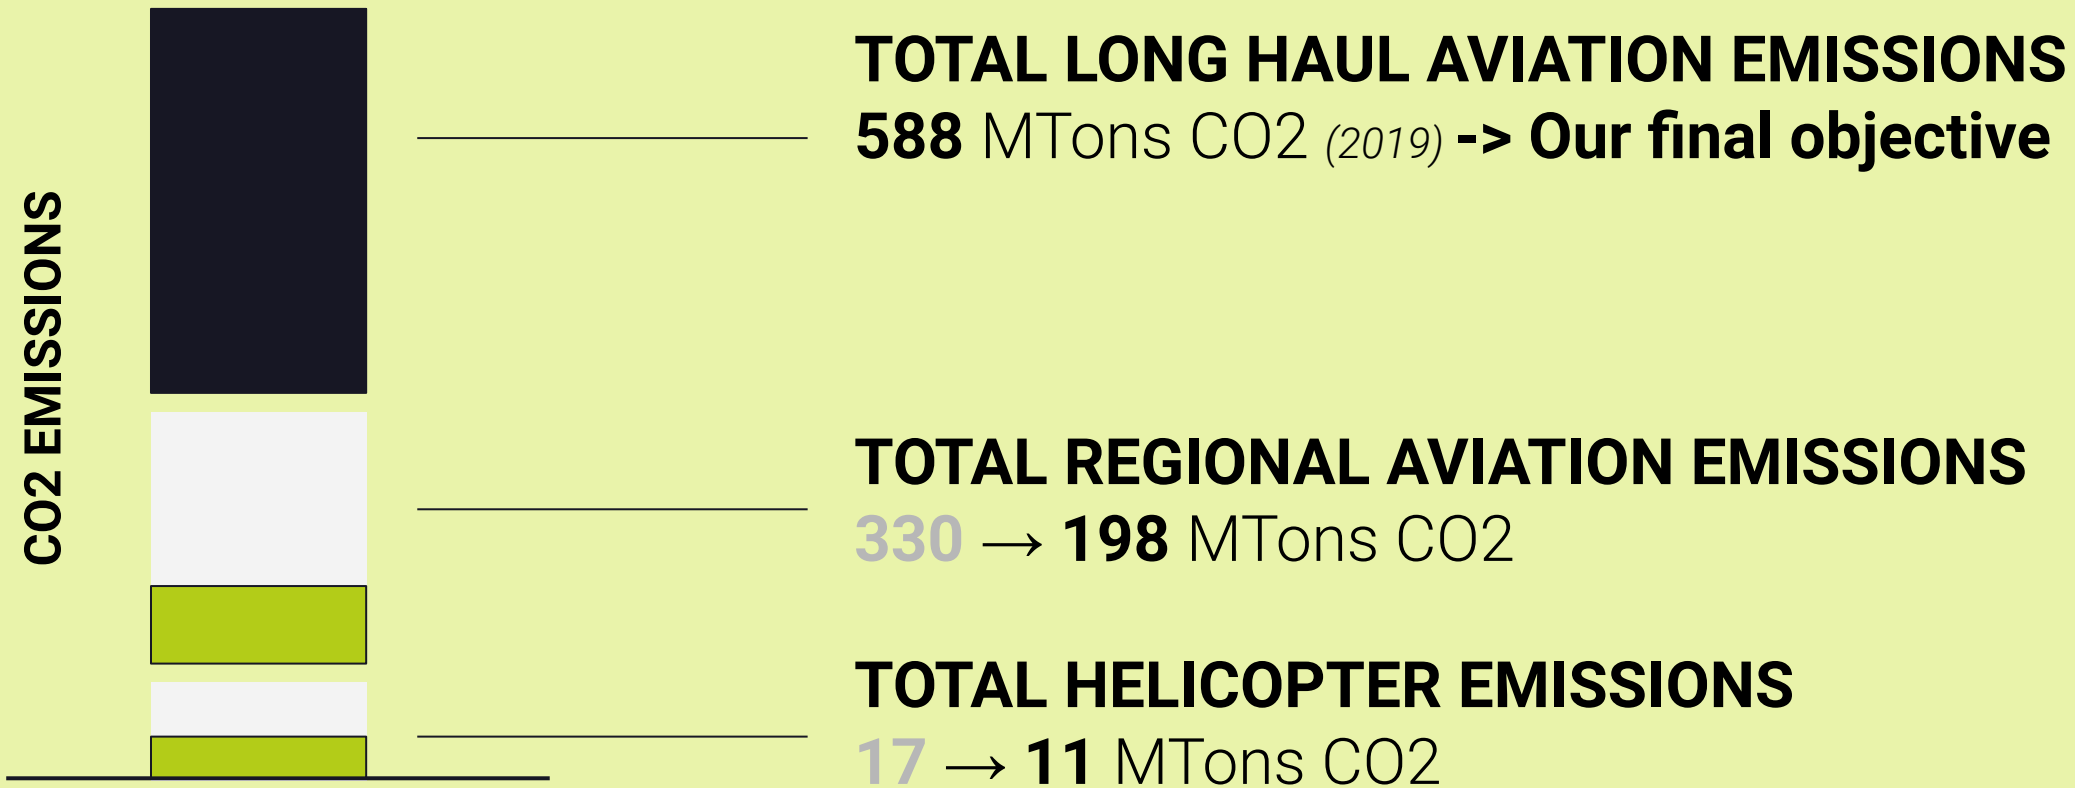 CO2 EMISSIONS
TOTAL LONG HAUL AVIATION EMISSIONS
588 MTons CO2 (2019) -> Our final objective
TOTAL REGIONAL AVIATION EMISSIONS
330 → 198 MTons CO2
TOTAL HELICOPTER EMISSIONS
17 → 11 MTons CO2